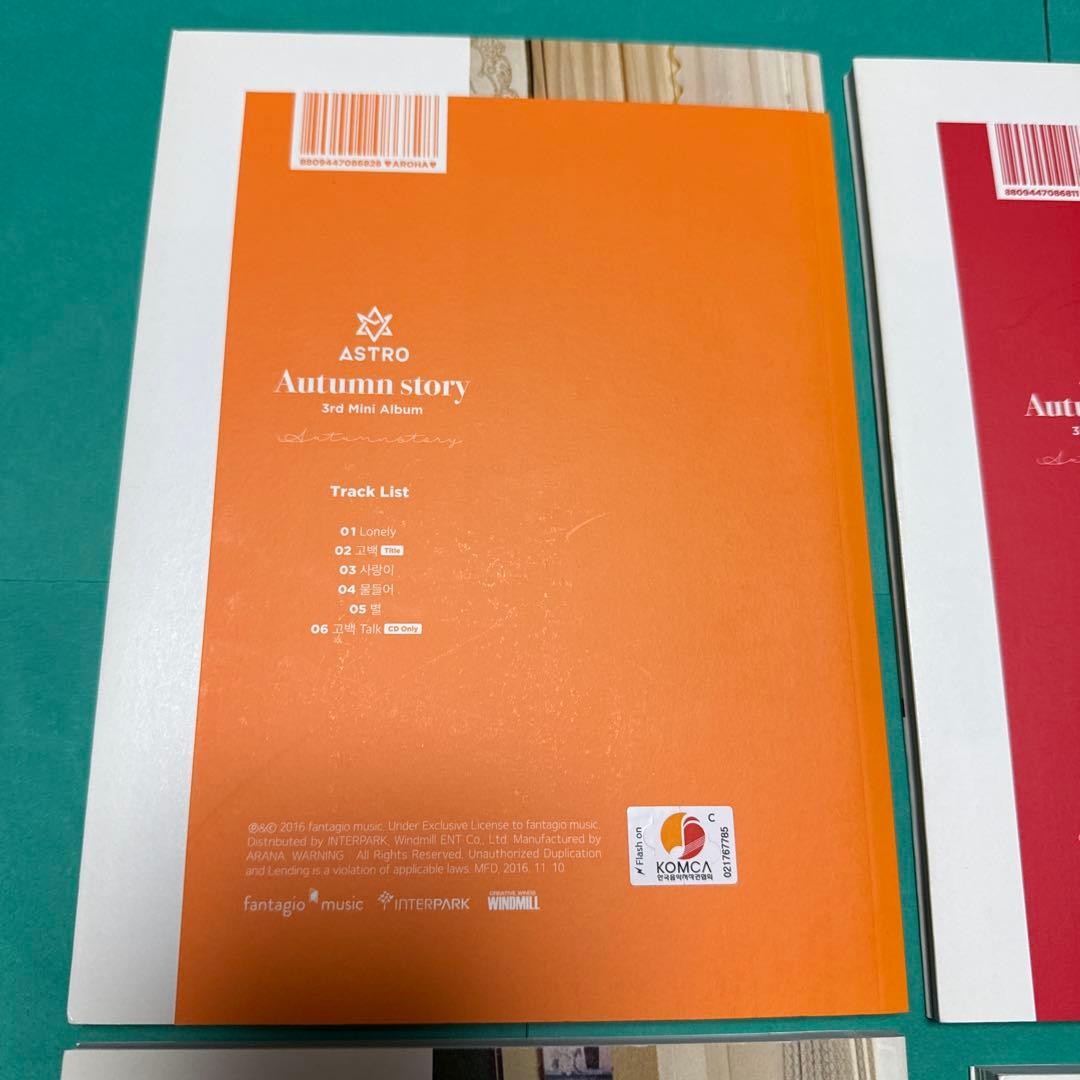 8809447086828 ♥AROHA♥
ASTRO
Autumn story
3rd Mini Album
Autumnstory
Track List
01 Lonely
02 고백 Title
03 사랑이
04 물들어
05 별
06 고백 Talk CD Only
℗&© 2016 fantagio music. Under Exclusive License to fantagio music.
Distributed by INTERPARK, Windmill ENT Co., Ltd. Manufactured by
ARANA WARNING All Rights Reserved. Unauthorized Duplication
and Lending is a violation of applicable laws. MFD, 2016. 11. 10
fantagio music
INTERPARK
CREATIVE MINDS
WINDMILL
Flash on
KOMCA
한국음악저작권협회
C
021767785
8809447086811
Autu
3